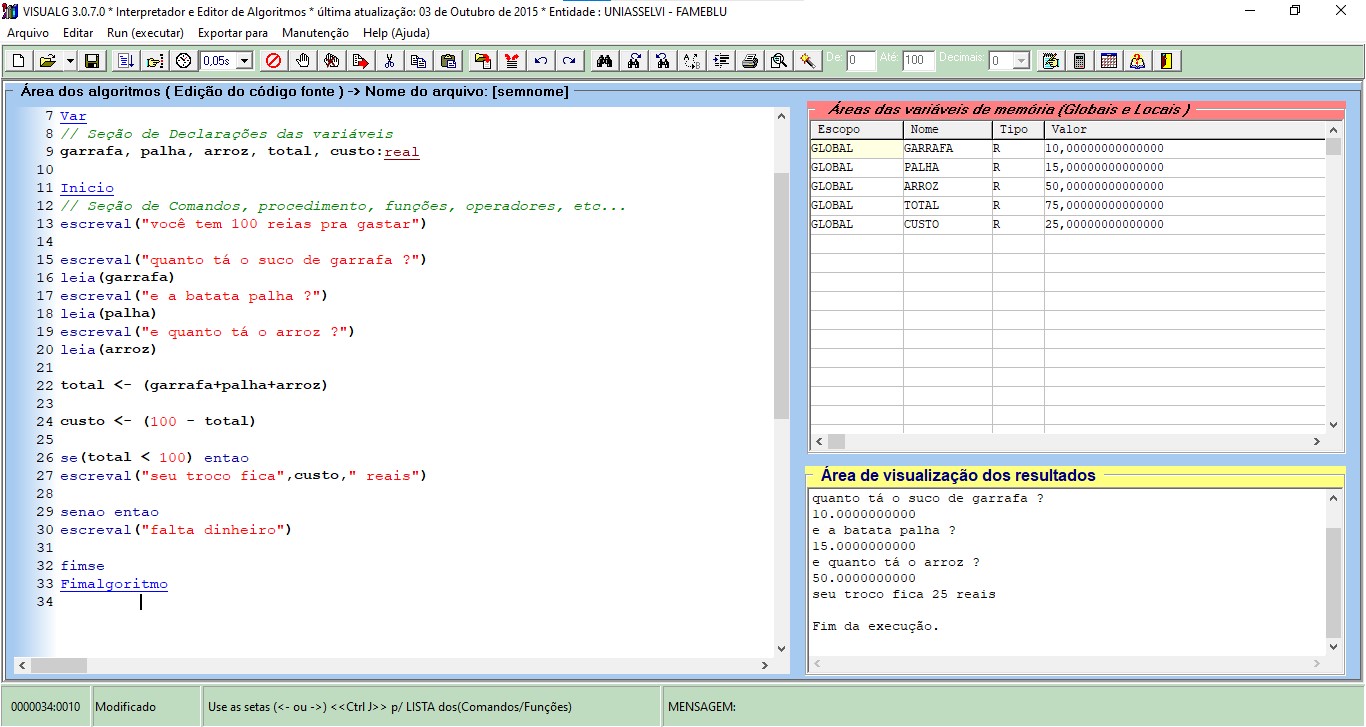 VISUALG 3.0.7.0 * Interpretador e Editor de Algoritmos * última atualização: 03 de Outubro de 2015 * Entidade : UNIASSELVI - FAMEBLU
Arquivo Editar Run (executar) Exportar para Manutenção Help (Ajuda)
0,05s De: 0 Até: 100 Decimais: 0
Área dos algoritmos ( Edição do código fonte ) -> Nome do arquivo: [semnome]
7 Var
8 // Seção de Declarações das variáveis
9 garrafa, palha, arroz, total, custo:real
10
11 Inicio
12 // Seção de Comandos, procedimento, funções, operadores, etc...
13 escreval("você tem 100 reias pra gastar")
14
15 escreval("quanto tá o suco de garrafa ?")
16 leia(garrafa)
17 escreval("e a batata palha ?")
18 leia(palha)
19 escreval("e quanto tá o arroz ?")
20 leia(arroz)
21
22 total <- (garrafa+palha+arroz)
23
24 custo <- (100 - total)
25
26 se(total < 100) entao
27 escreval("seu troco fica",custo," reais")
28
29 senao entao
30 escreval("falta dinheiro")
31
32 fimse
33 Fimalgoritmo
34
Áreas das variáveis de memória (Globais e Locais )
Escopo Nome Tipo Valor
GLOBAL GARRAFA R 10,00000000000000
GLOBAL PALHA R 15,00000000000000
GLOBAL ARROZ R 50,00000000000000
GLOBAL TOTAL R 75,00000000000000
GLOBAL CUSTO R 25,00000000000000
Área de visualização dos resultados
quanto tá o suco de garrafa ?
10.0000000000
e a batata palha ?
15.0000000000
e quanto tá o arroz ?
50.0000000000
seu troco fica 25 reais
Fim da execução.
0000034:0010 Modificado Use as setas (<- ou ->) <<Ctrl J>> p/ LISTA dos(Comandos/Funções) MENSAGEM: